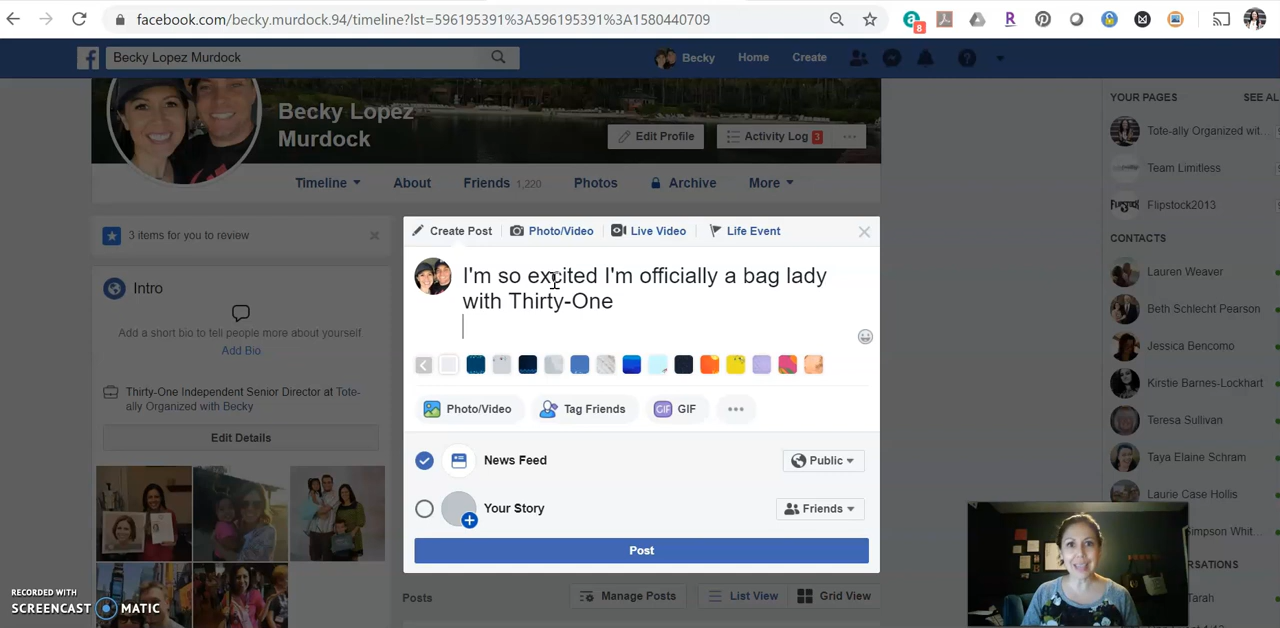 facebook.com/becky.murdock.94/timeline?lst=596195391%3A596195391%3A1580440709
8
Becky Lopez Murdock
Becky
Home
Create
Becky Lopez
Murdock
Edit Profile
Activity Log 3
Timeline
About
Friends 1,220
Photos
Archive
More
YOUR PAGES
SEE AL
Tote-ally Organized wit...
Team Limitless
Flipstock2013
CONTACTS
Lauren Weaver
Beth Schlecht Pearson
Jessica Bencomo
Kirstie Barnes-Lockhart
Teresa Sullivan
Taya Elaine Schram
Laurie Case Hollis
Simpson Whit...
3 items for you to review
Intro
Add a short bio to tell people more about yourself
Add Bio
Thirty-One Independent Senior Director at Tote-
ally Organized with Becky
Edit Details
Create Post
Photo/Video
Live Video
Life Event
I'm so excited I'm officially a bag lady
with Thirty-One
Photo/Video
Tag Friends
GIF
GIF
News Feed
Public
Your Story
Friends
Post
Posts
Manage Posts
List View
Grid View
RECORDED WITH
SCREENCAST MATIC